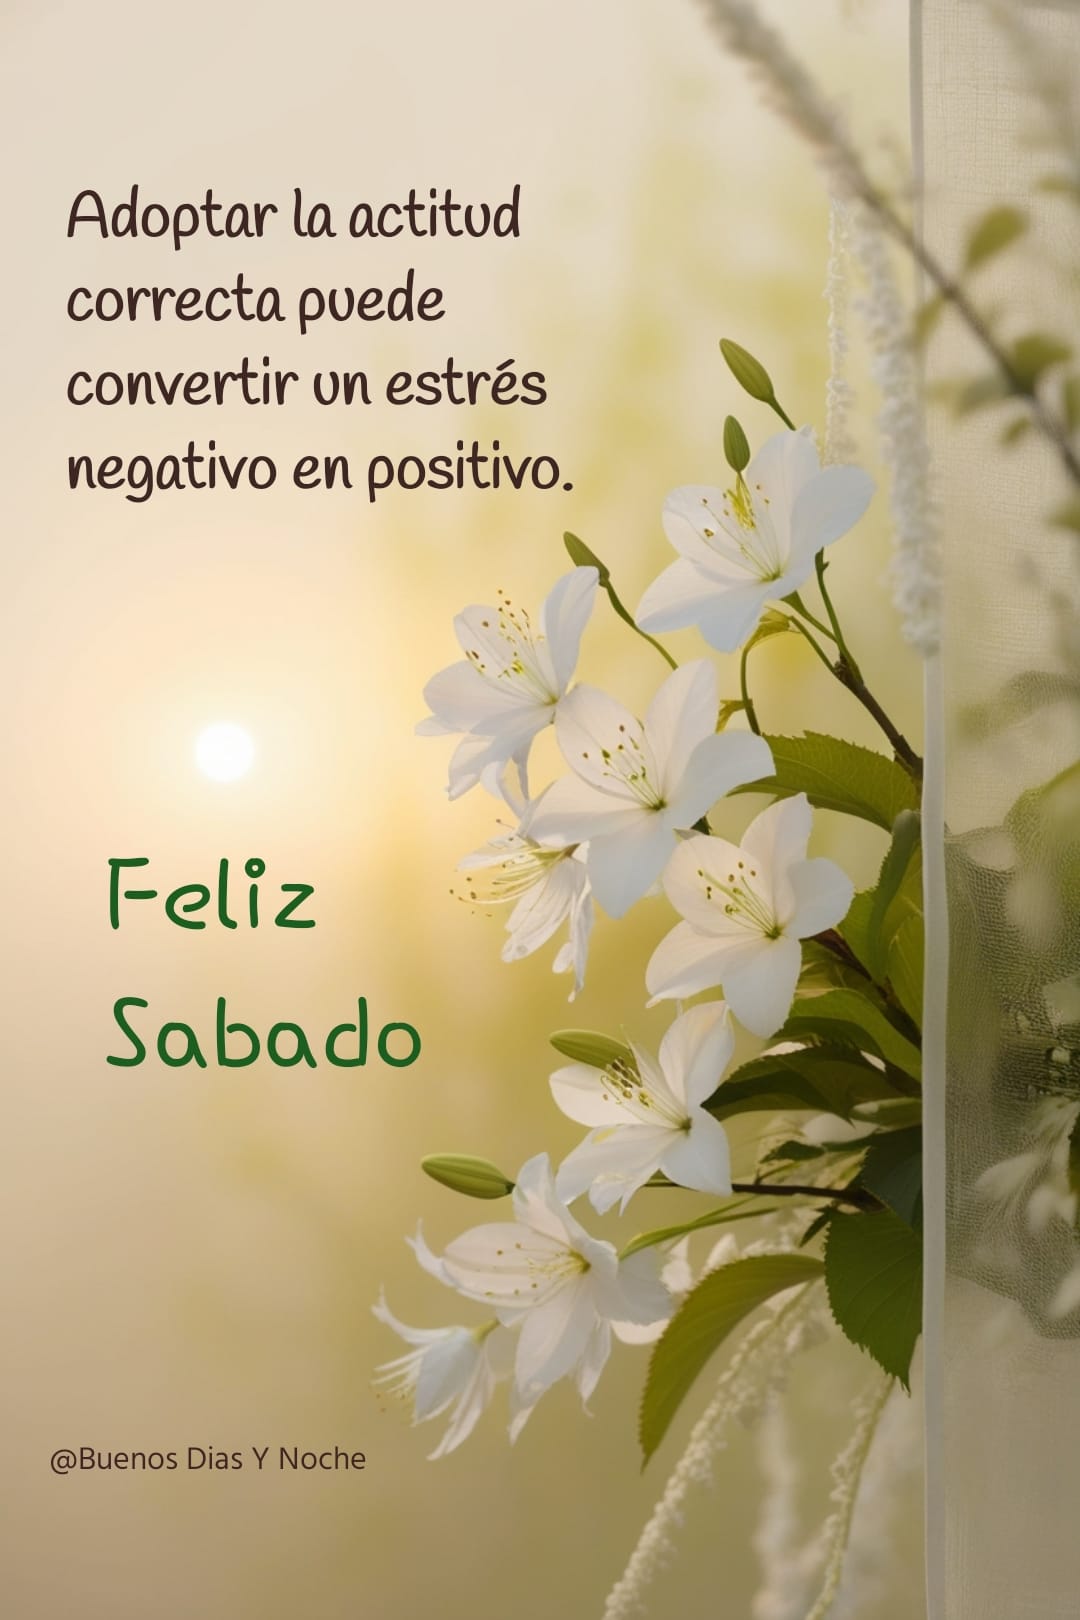 Adoptar la actitud
correcta puede
convertir un estrés
negativo en positivo.
Feliz
Sabado
@Buenos Dias Y Noche